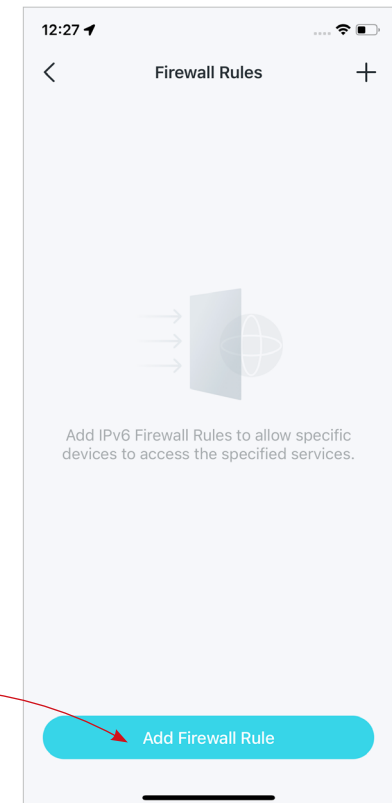 12:27
Firewall Rules
Add IPv6 Firewall Rules to allow specific
devices to access the specified services.
Add Firewall Rule